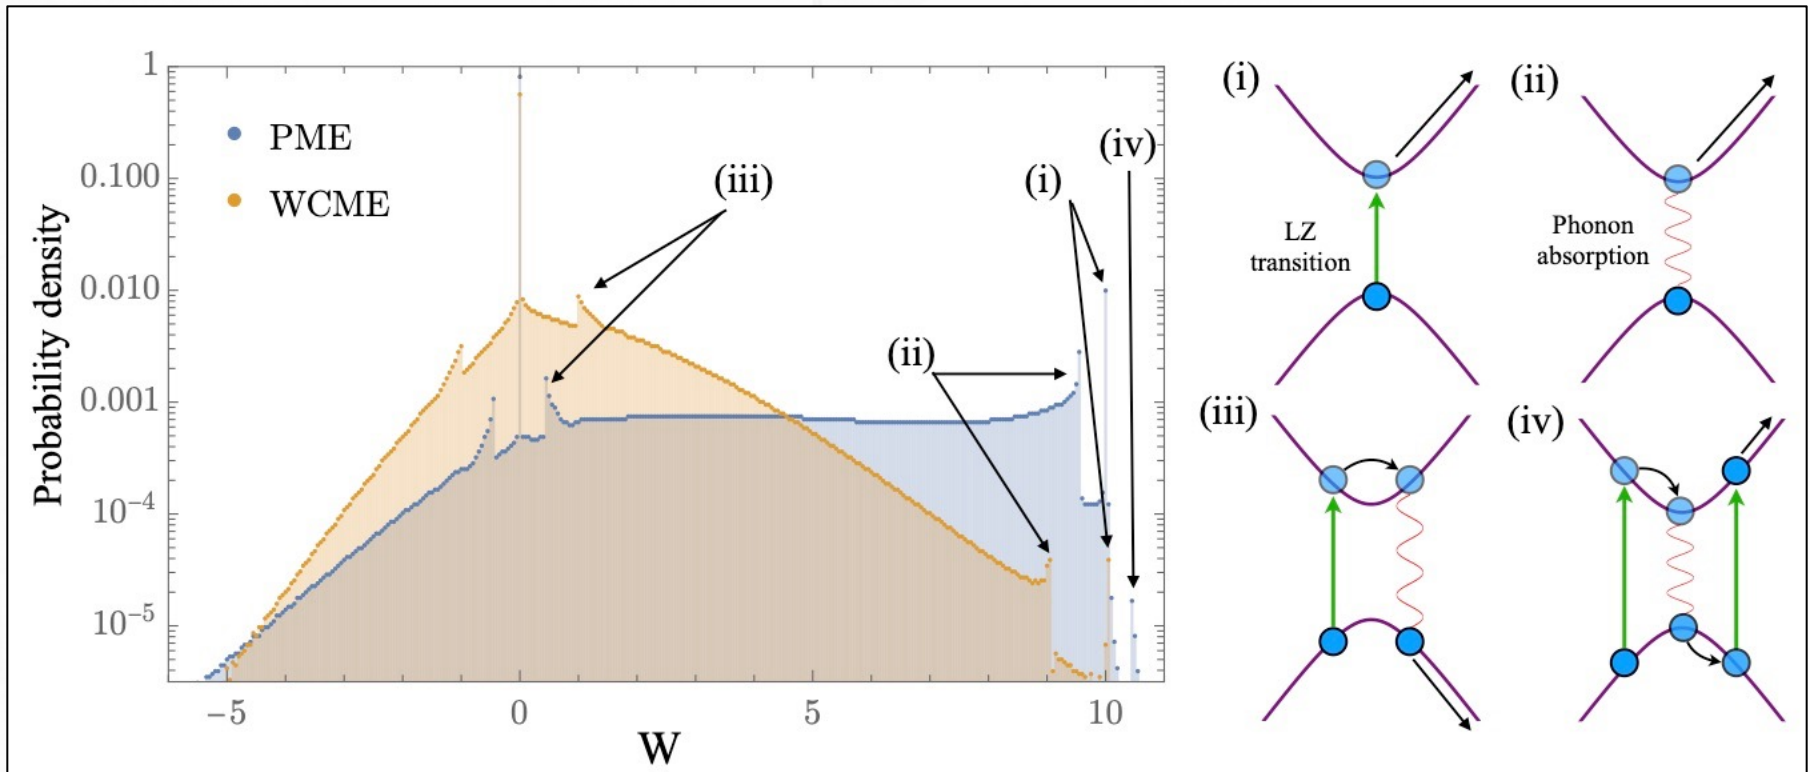 1
0.100
0.010
0.001
10⁻⁴
10⁻⁵
Probability density
PME
WCME
(iii)
(ii)
(i)
(iv)
−5
0
5
10
W
(i)
LZ
transition
(ii)
Phonon
absorption
(iii)
(iv)